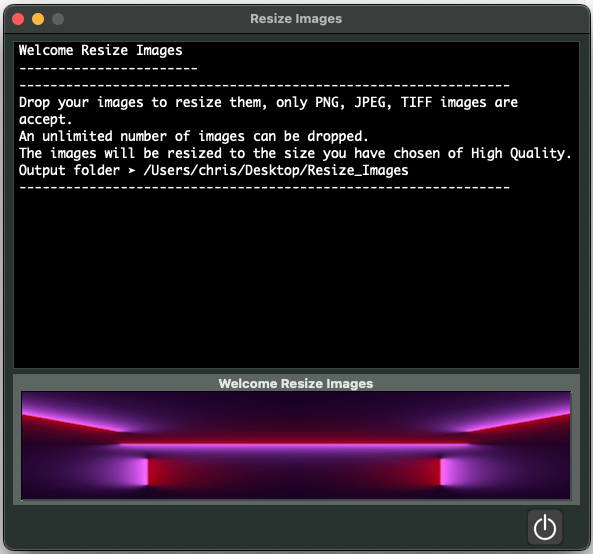 Resize Images
Welcome Resize Images
-----------------------
---------------------------------------------------------------
Drop your images to resize them, only PNG, JPEG, TIFF images are
accept.
An unlimited number of images can be dropped.
The images will be resized to the size you have chosen of High Quality.
Output folder ➤ /Users/chris/Desktop/Resize_Images
---------------------------------------------------------------
Welcome Resize Images